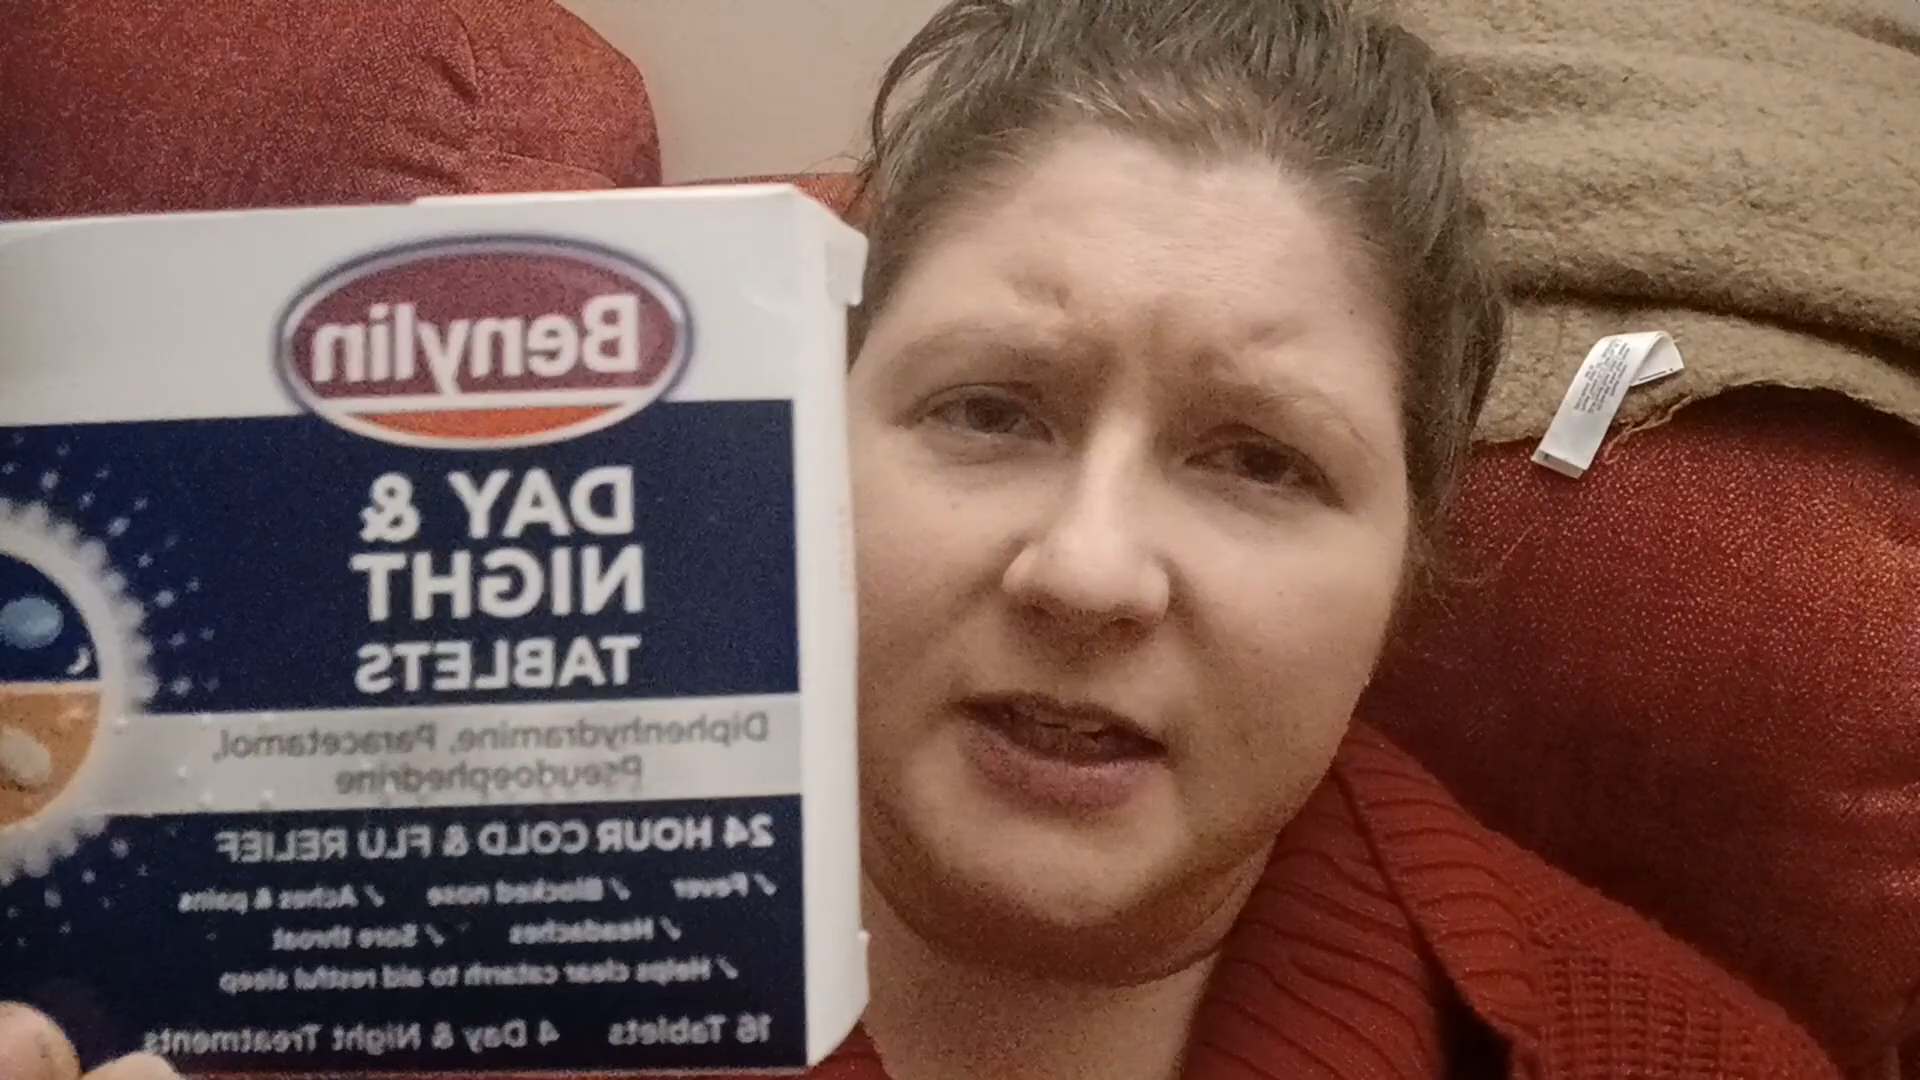 Benylin
DAY &
NIGHT
TABLETS
Diphenhydramine, Paracetamol,
Pseudoephedrine
24 HOUR COLD & FLU RELIEF
✓ Fever ✓ Blocked nose ✓ Aches & pains
✓ Headaches ✓ Sore throat
✓ Helps clear catarrh to aid restful sleep
16 Tablets 4 Day & Night Treatments